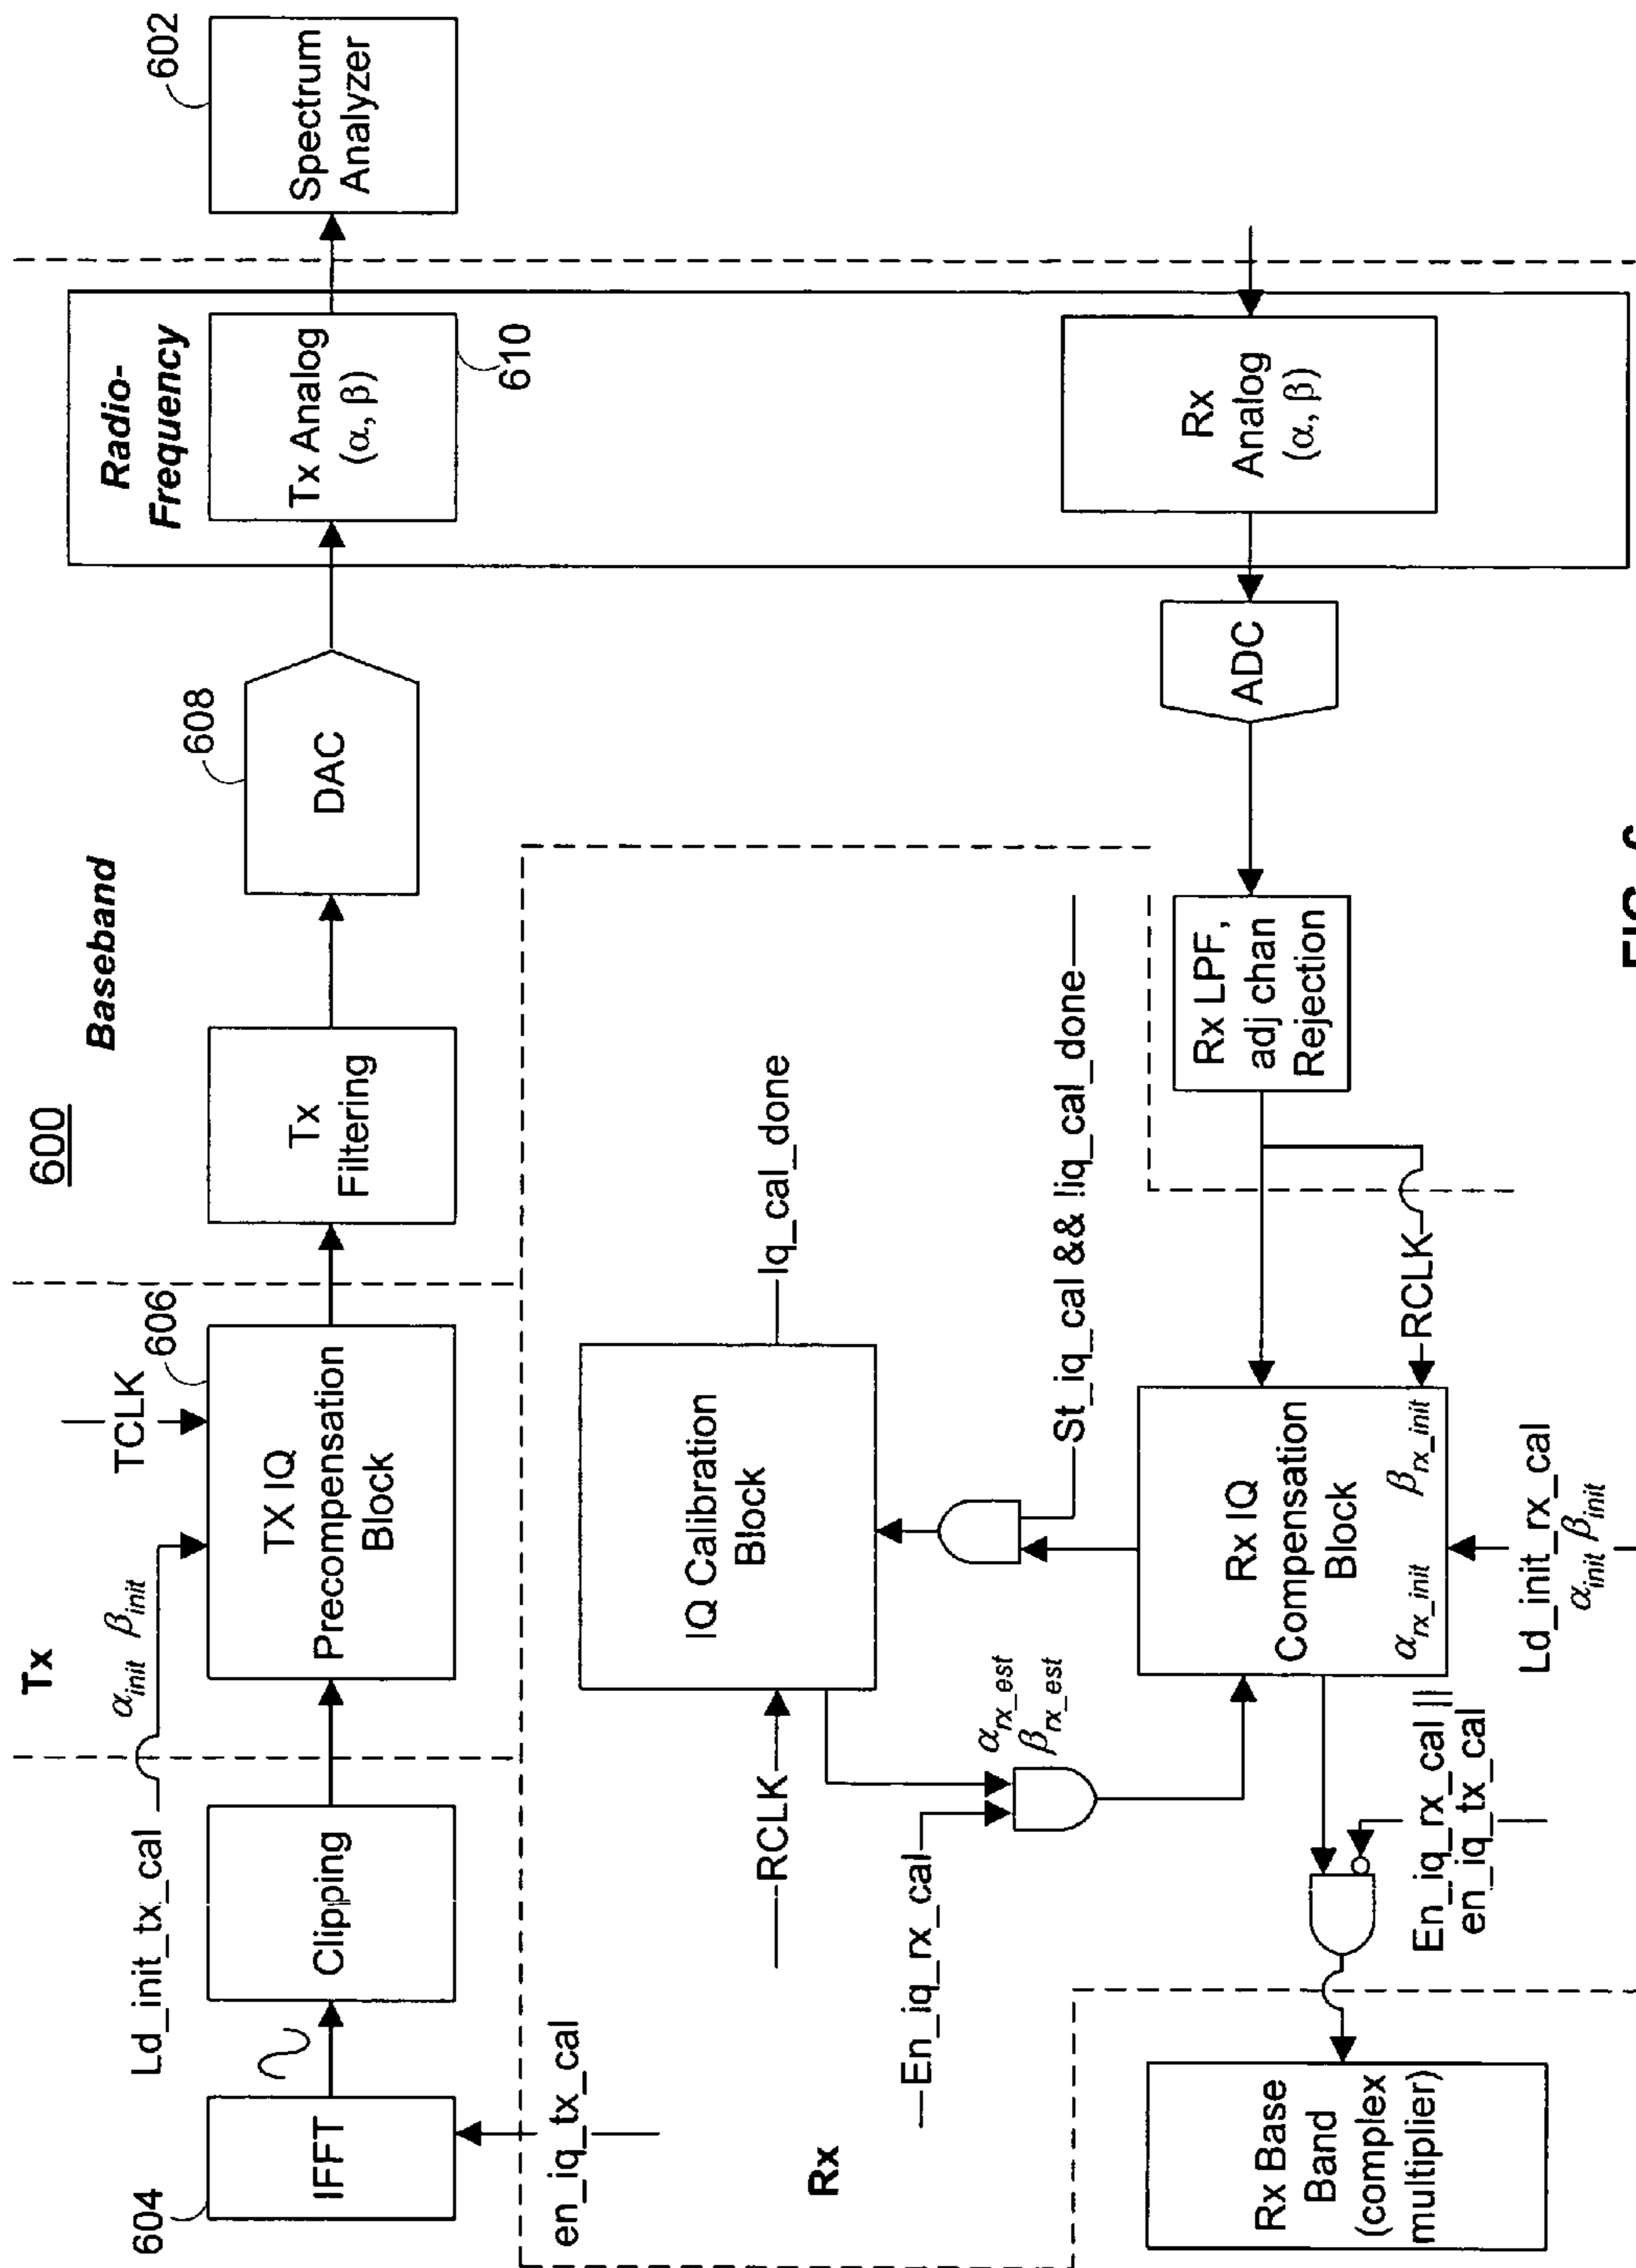 600
Tx
Baseband
Radio-
Frequency
Ld_init_tx_cal
α_init β_init
TCLK
604
606
608
602
IFFT
Clipping
TX IQ
Precompensation
Block
Tx
Filtering
DAC
Tx Analog
(α, β)
610
Spectrum
Analyzer
en_iq_tx_cal
Rx
RCLK
IQ Calibration
Block
Iq_cal_done
En_iq_rx_cal
α_rx_est
β_rx_est
St_iq_cal && !iq_cal_done
Rx Base
Band
(complex
multiplier)
En_iq_rx_cal ||
en_iq_tx_cal
Rx IQ
Compensation
Block
α_rx_init β_rx_init
RCLK
Ld_init_rx_cal
α_init β_init
Rx LPF,
adj chan
Rejection
ADC
Rx
Analog
(α, β)